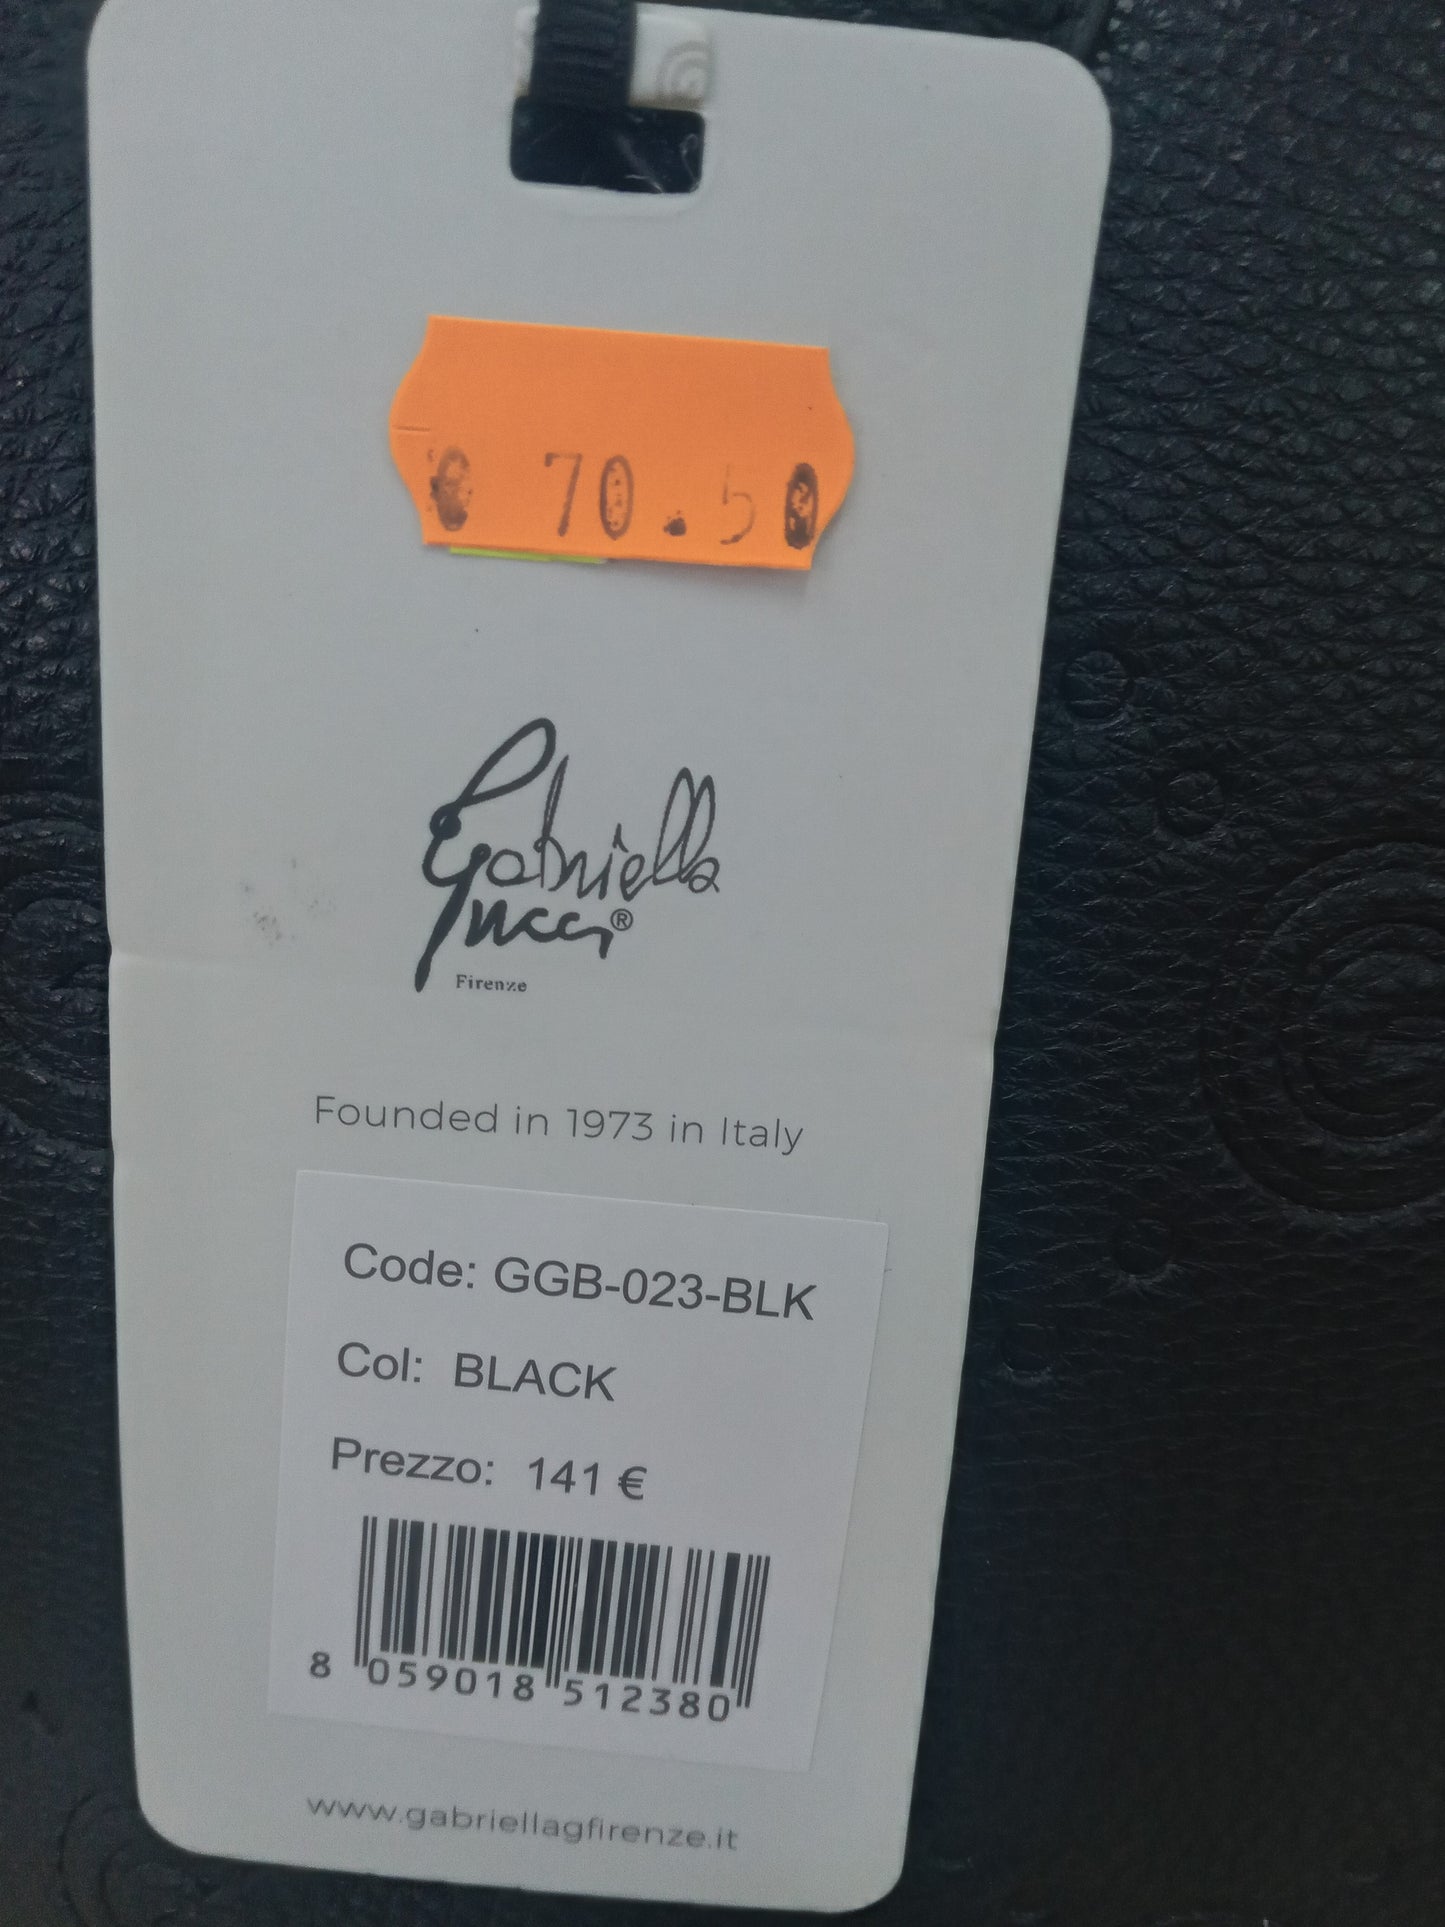 € 70.50
Gabriella
Gucci®
Firenze
Founded in 1973 in Italy
Code: GGB-023-BLK
Col: BLACK
Prezzo: 141 €
8 059018 512380
www.gabriellagfirenze.it